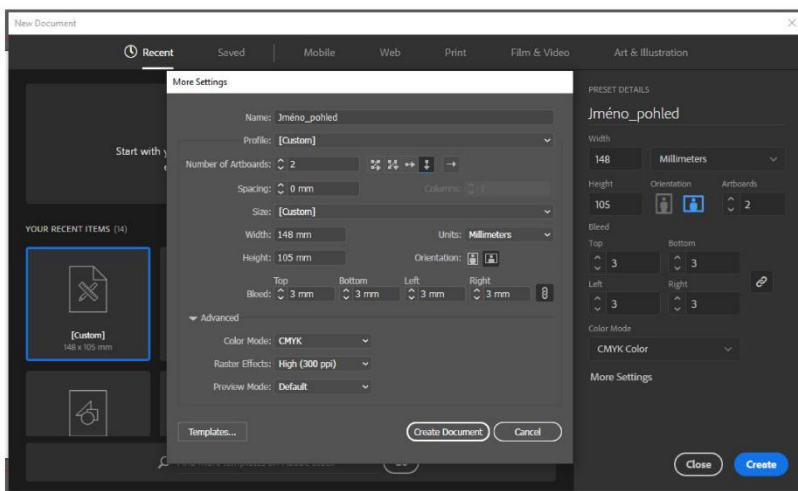 New Document
Recent Saved Mobile Web Print Film & Video Art & Illustration
More Settings
Start with y
YOUR RECENT ITEMS (14)
[Custom]
148 x 105 mm
Name: Jméno_pohled
Profile: [Custom]
Number of Artboards: 2
Spacing: 0 mm Columns:
Size: [Custom]
Width: 148 mm Units: Millimeters
Height: 105 mm Orientation:
Top Bottom Left Right
Bleed: 3 mm 3 mm 3 mm 3 mm
Advanced
Color Mode: CMYK
Raster Effects: High (300 ppi)
Preview Mode: Default
Templates... Create Document Cancel
PRESET DETAILS
Jméno_pohled
Width
148 Millimeters
Height Orientation Artboards
105 2
Bleed
Top Bottom
3 3
Left Right
3 3
Color Mode
CMYK Color
More Settings
Close Create